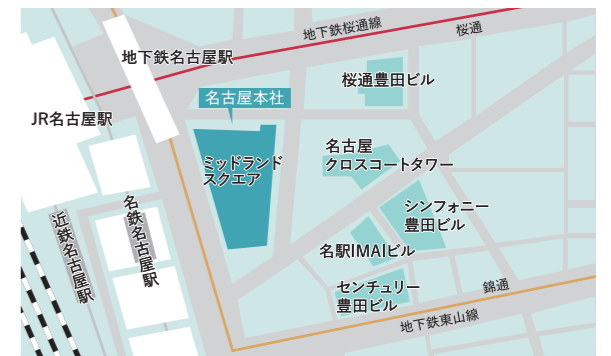 地下鉄桜通線
桜通
地下鉄名古屋駅
桜通豊田ビル
名古屋本社
JR名古屋駅
名古屋
クロスコートタワー
ミッドランド
スクエア
シンフォニー
豊田ビル
名鉄名古屋駅
近鉄名古屋駅
名駅IMAIビル
センチュリー
豊田ビル
錦通
地下鉄東山線